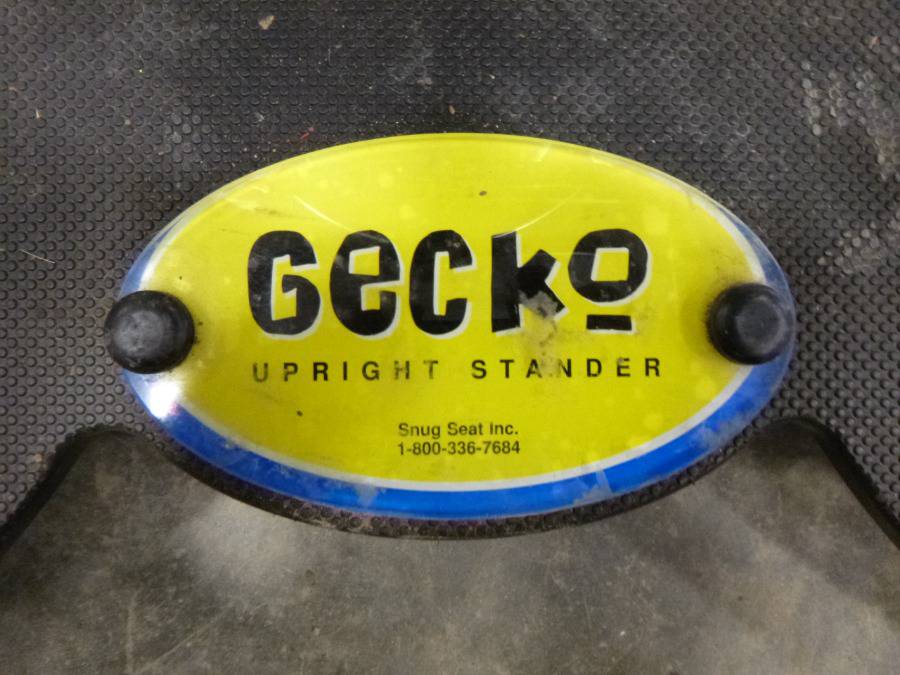 GecKo
UPRIGHT STANDER
Snug Seat Inc.
1-800-336-7684